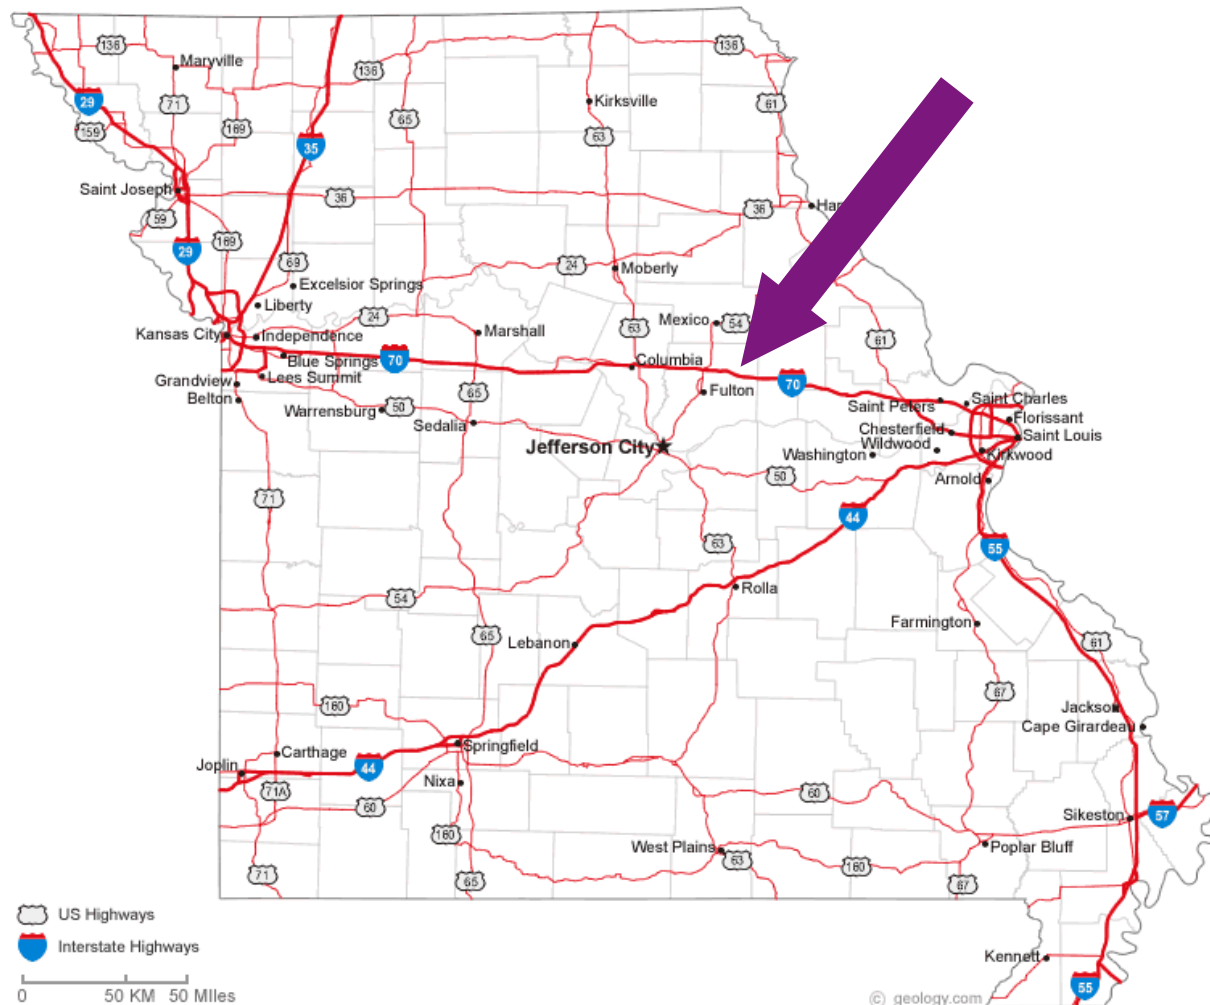 136
136
Maryville
136
29
71
Kirksville
61
159
169
65
63
35
Saint Joseph
36
36
59
169
29
69
24
Moberly
Excelsior Springs
Liberty
24
Mexico
54
Kansas City
Independence
Marshall
63
61
Blue Springs
70
Columbia
Grandview
Lees Summit
70
Fulton
Belton
65
Saint Peters
Saint Charles
Warrensburg
50
Florissant
Sedalia
Chesterfield
Saint Louis
Jefferson City
Wildwood
Washington
Kirkwood
50
Arnold
71
44
63
55
54
Rolla
Farmington
65
Lebanon
61
67
160
Jackson
Cape Girardeau
Springfield
Carthage
Joplin
44
Nixa
71A
60
60
Sikeston
57
160
West Plains
63
Poplar Bluff
160
71
65
67
US Highways
Interstate Highways
Kennett
55
0 50 KM 50 MIles
© geology.com